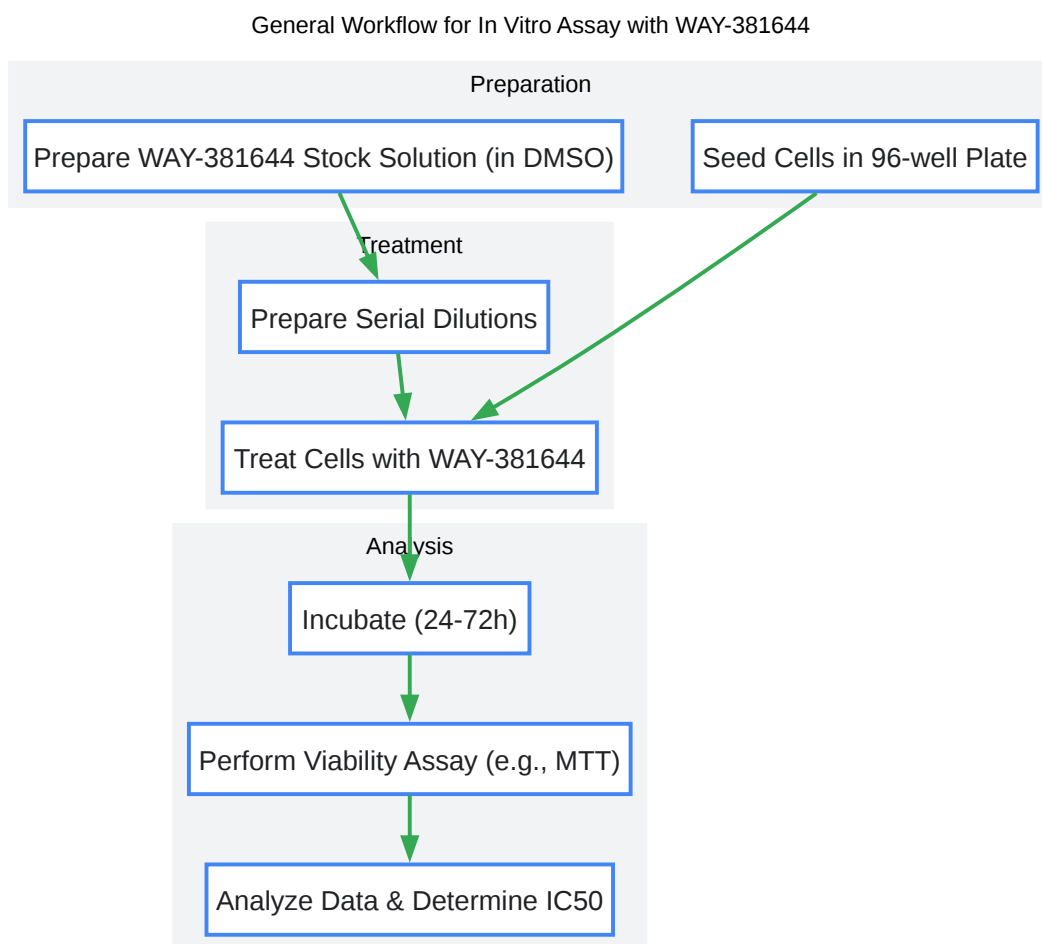 General Workflow for In Vitro Assay with WAY-381644
Preparation
Prepare WAY-381644 Stock Solution (in DMSO)
Seed Cells in 96-well Plate
Treatment
Prepare Serial Dilutions
Treat Cells with WAY-381644
Analysis
Incubate (24-72h)
Perform Viability Assay (e.g., MTT)
Analyze Data & Determine IC50